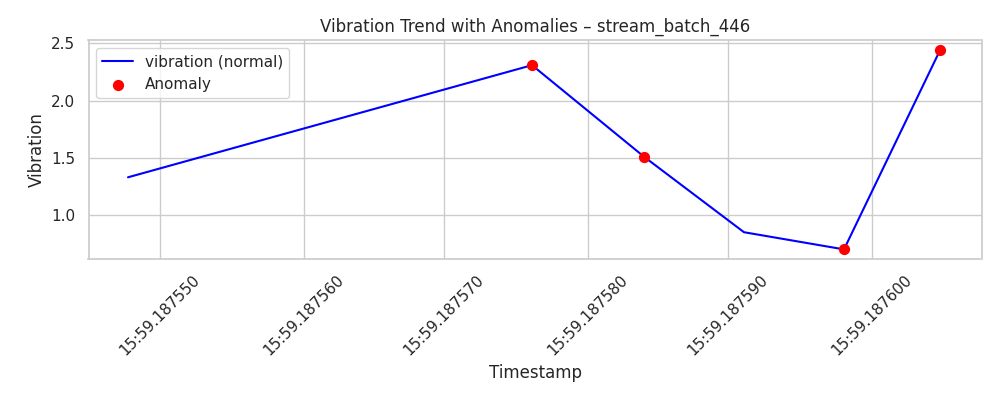 Vibration Trend with Anomalies – stream_batch_446
vibration (normal)
Anomaly
Vibration
2.5
2.0
1.5
1.0
15:59.187550
15:59.187560
15:59.187570
15:59.187580
15:59.187590
15:59.187600
Timestamp